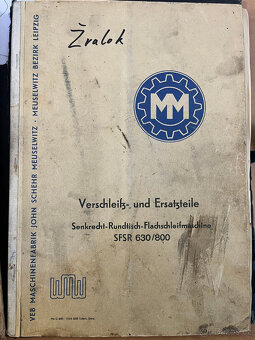 Žralok
MM
Verschleiß- und Ersatzteile
Senkrecht-Rundtisch-Flachschleifmaschine
SFSR 630/800
WMW
VEB MASCHINENFABRIK JOHN SCHEHR MEUSELWITZ · MEUSELWITZ BEZIRK LEIPZIG